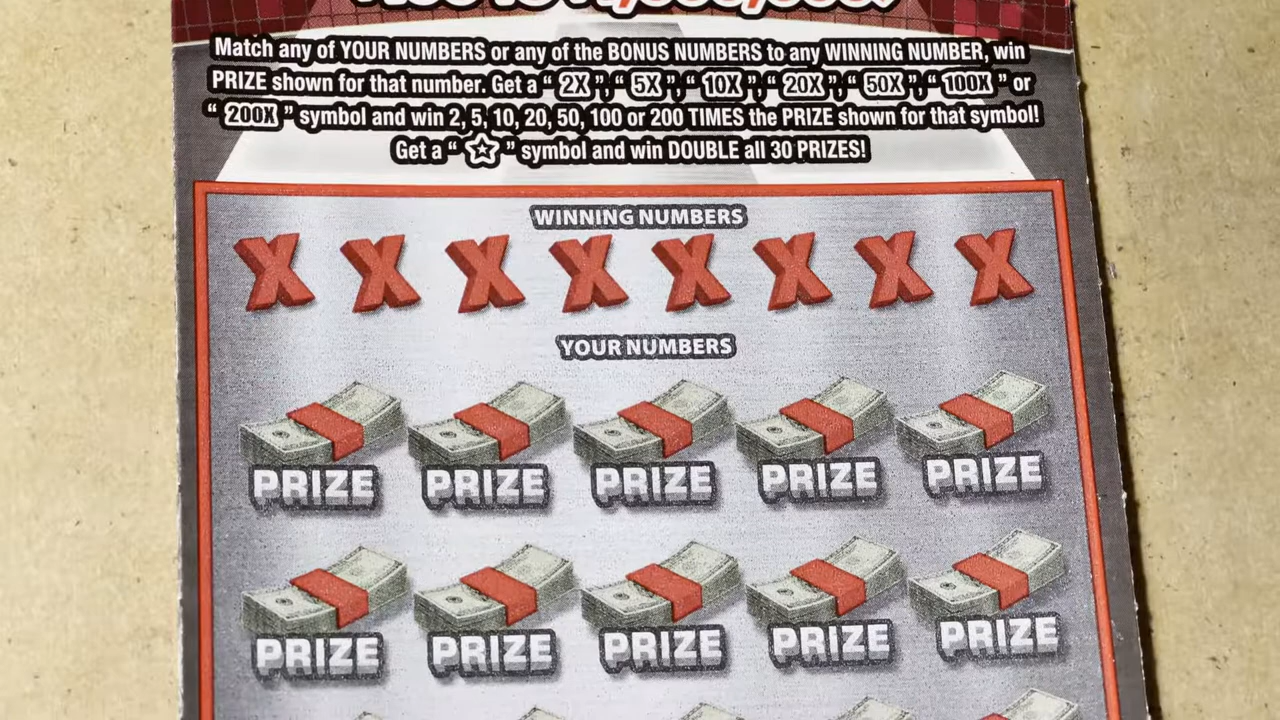 Match any of YOUR NUMBERS or any of the BONUS NUMBERS to any WINNING NUMBER, win
PRIZE shown for that number. Get a “ 2X ”, “ 5X ”, “ 10X ”, “ 20X ”, “ 50X ”, “ 100X ” or
“ 200X ” symbol and win 2, 5, 10, 20, 50, 100 or 200 TIMES the PRIZE shown for that symbol!
Get a “ ☆ ” symbol and win DOUBLE all 30 PRIZES!
WINNING NUMBERS
X X X X X X X X
YOUR NUMBERS
PRIZE PRIZE PRIZE PRIZE PRIZE
PRIZE PRIZE PRIZE PRIZE PRIZE